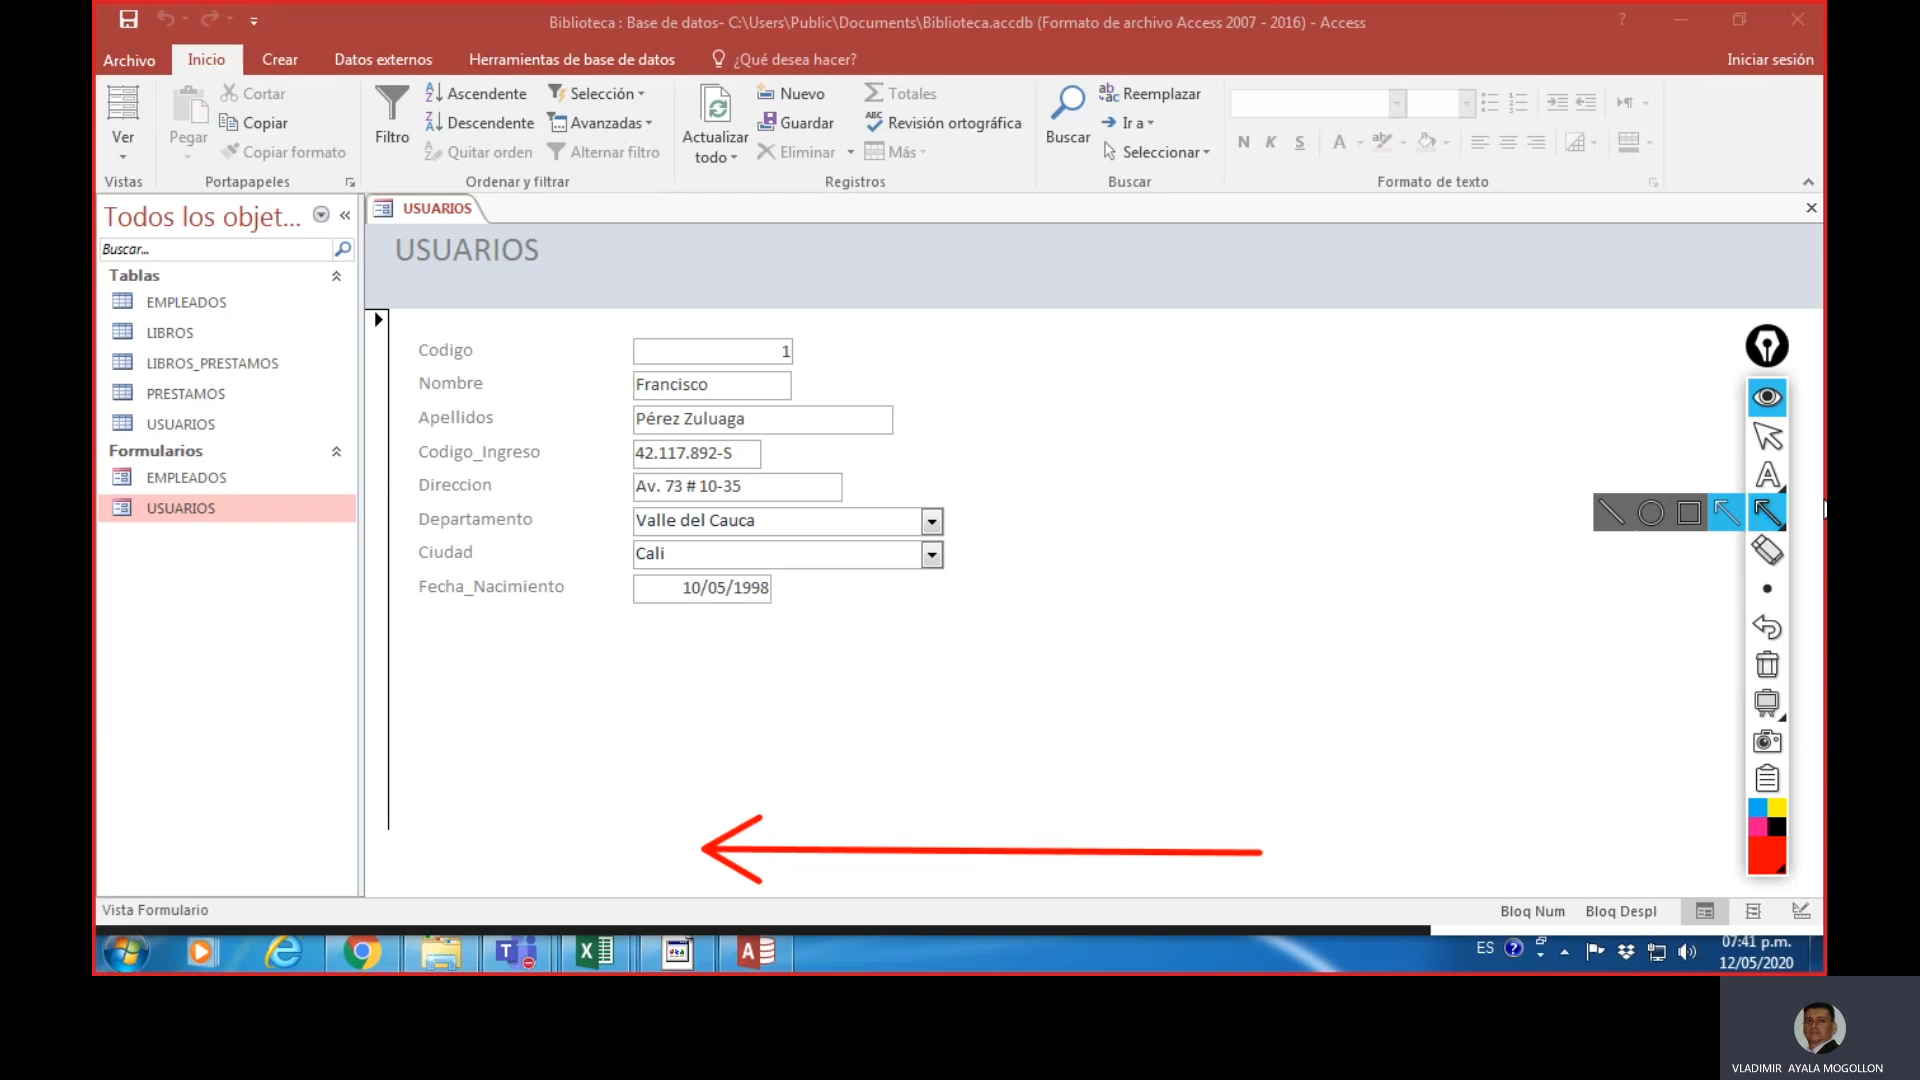 Biblioteca : Base de datos- C:\Users\Public\Documents\Biblioteca.accdb (Formato de archivo Access 2007 - 2016) - Access
?
Archivo Inicio Crear Datos externos Herramientas de base de datos ¿Qué desea hacer? Iniciar sesión
Ver
Vistas
Pegar
Cortar
Copiar
Copiar formato
Portapapeles
Filtro
Ascendente
Descendente
Quitar orden
Selección
Avanzadas
Alternar filtro
Ordenar y filtrar
Actualizar
todo
Nuevo
Guardar
Eliminar
Totales
Revisión ortográfica
Más
Registros
Buscar
Reemplazar
Ir a
Seleccionar
Buscar
N K S A
Formato de texto
Todos los objet...
Buscar...
Tablas
EMPLEADOS
LIBROS
LIBROS_PRESTAMOS
PRESTAMOS
USUARIOS
Formularios
EMPLEADOS
USUARIOS
USUARIOS
USUARIOS
Codigo 1
Nombre Francisco
Apellidos Pérez Zuluaga
Codigo_Ingreso 42.117.892-S
Direccion Av. 73 # 10-35
Departamento Valle del Cauca
Ciudad Cali
Fecha_Nacimiento 10/05/1998
Vista Formulario
Bloq Num Bloq Despl
ES
07:41 p.m.
12/05/2020
VLADIMIR AYALA MOGOLLON